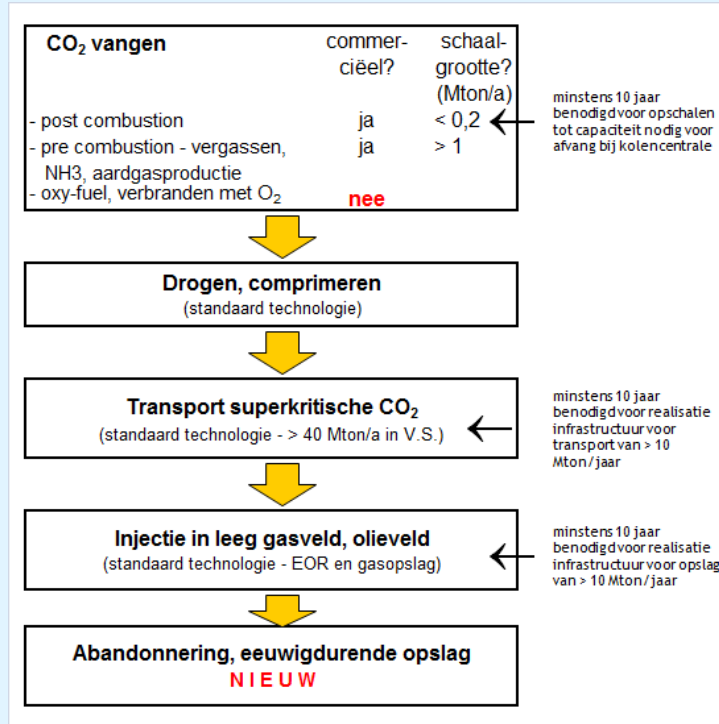 CO₂ vangen commer- schaal-
ciëel? grootte?
(Mton/a)
- post combustion ja < 0,2
- pre combustion - vergassen, ja > 1
NH3, aardgasproductie
- oxy-fuel, verbranden met O₂ nee
minstens 10 jaar
benodigd voor opschalen
tot capaciteit nodig voor
afvang bij kolencentrale
Drogen, comprimeren
(standaard technologie)
Transport superkritische CO₂
(standaard technologie - > 40 Mton/a in V.S.)
minstens 10 jaar
benodigd voor realisatie
infrastructuur voor
transport van > 10
Mton / jaar
Injectie in leeg gasveld, olieveld
(standaard technologie - EOR en gasopslag)
minstens 10 jaar
benodigd voor realisatie
infrastructuur voor opslag
van > 10 Mton / jaar
Abandonnering, eeuwigdurende opslag
N I E U W